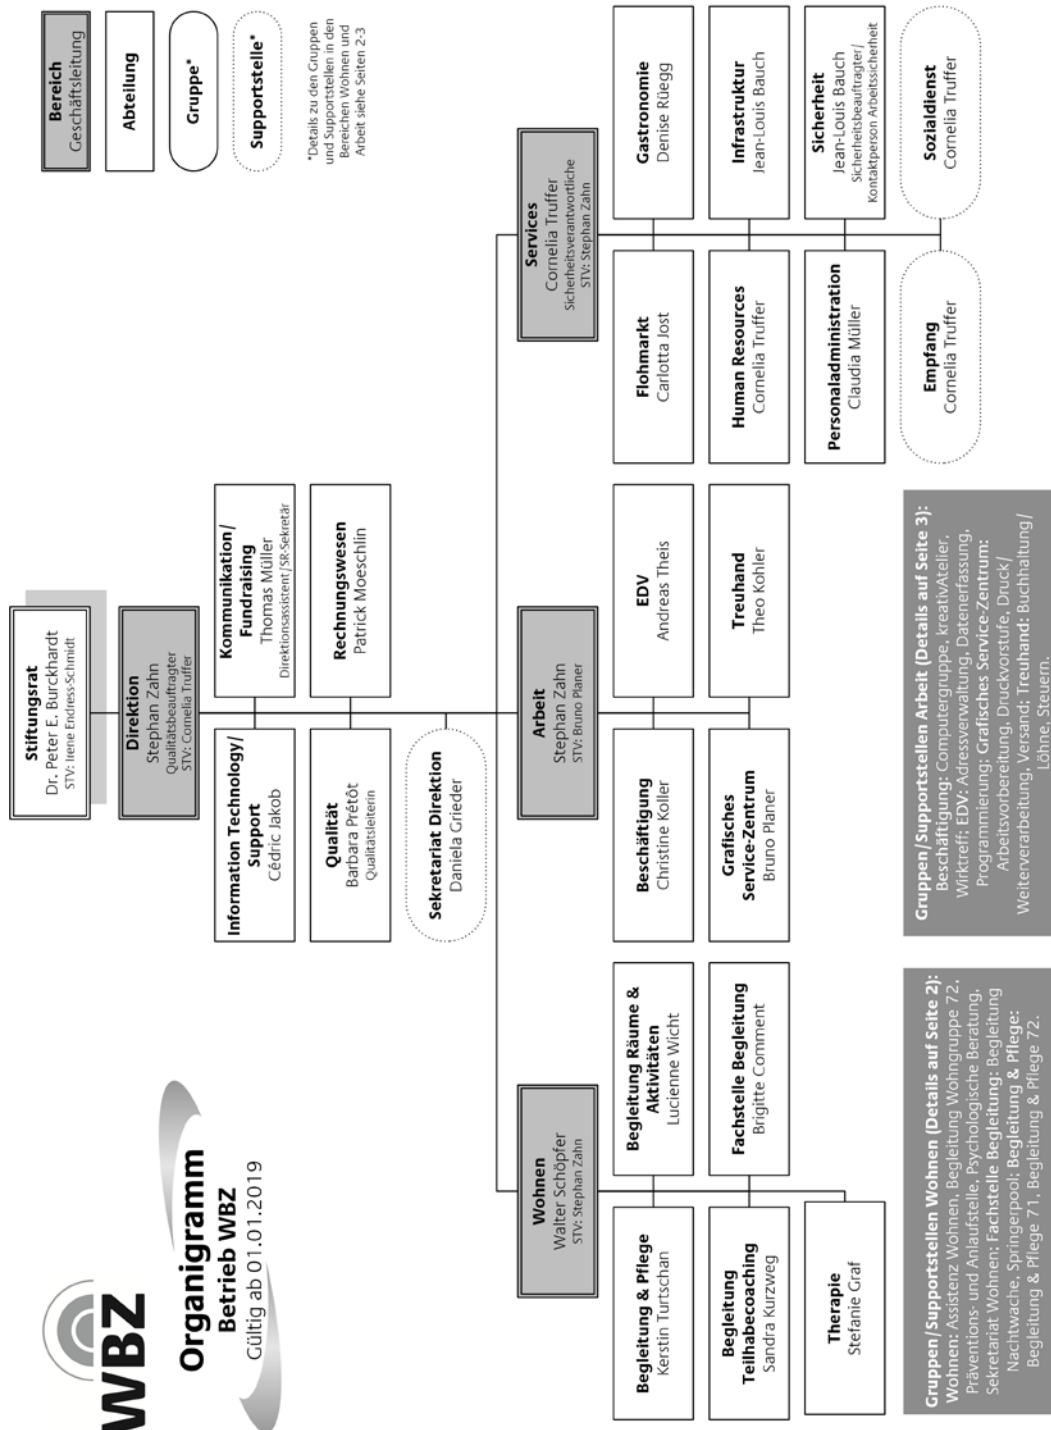 WBZ
Organigramm
Betrieb WBZ
Gültig ab 01.01.2019
Stiftungsrat
Dr. Peter E. Burckhardt
STV: Irene Endress-Schmidt
Direktion
Stephan Zahn
Qualitätsbeauftragter
STV: Cornelia Truffer
Bereich
Geschäftsleitung
Abteilung
Gruppe*
Supportstelle*
*Details zu den Gruppen
und Supportstellen in den
Bereichen Wohnen und
Arbeit siehe Seiten 2-3
Information Technology/
Support
Cédric Jakob
Kommunikation/
Fundraising
Thomas Müller
Direktionsassistent/SR-Sekretär
Qualität
Barbara Prétôt
Qualitätsleiterin
Rechnungswesen
Patrick Moeschlin
Sekretariat Direktion
Daniela Grieder
Wohnen
Walter Schöpfer
STV: Stephan Zahn
Begleitung & Pflege
Kerstin Turtschan
Begleitung Räume &
Aktivitäten
Lucienne Wicht
Begleitung
Teilhabecoaching
Sandra Kurzweg
Fachstelle Begleitung
Brigitte Comment
Therapie
Stefanie Graf
Arbeit
Stephan Zahn
STV: Bruno Planer
Beschäftigung
Christine Koller
EDV
Andreas Theis
Grafisches
Service-Zentrum
Bruno Planer
Treuhand
Theo Kohler
Services
Cornelia Truffer
Sicherheitsverantwortliche
STV: Stephan Zahn
Flohmarkt
Carlotta Jost
Gastronomie
Denise Rüegg
Human Resources
Cornelia Truffer
Infrastruktur
Jean-Louis Bauch
Personaladministration
Claudia Müller
Sicherheit
Jean-Louis Bauch
Sicherheitsbeauftragter/
Kontaktperson Arbeitssicherheit
Empfang
Cornelia Truffer
Sozialdienst
Cornelia Truffer
Gruppen/Supportstellen Wohnen (Details auf Seite 2):
Wohnen: Assistenz Wohnen, Begleitung Wohngruppe 72,
Präventions- und Anlaufstelle, Psychologische Beratung,
Sekretariat Wohnen; Fachstelle Begleitung: Begleitung
Nachtwache, Springerpool; Begleitung & Pflege:
Begleitung & Pflege 71, Begleitung & Pflege 72.
Gruppen/Supportstellen Arbeit (Details auf Seite 3):
Beschäftigung: Computergruppe, kreativAtelier,
Wirktreff; EDV: Adressverwaltung, Datenerfassung,
Programmierung; Grafisches Service-Zentrum:
Arbeitsvorbereitung, Druckvorstufe, Druck/
Weiterverarbeitung, Versand; Treuhand: Buchhaltung/
Löhne, Steuern.